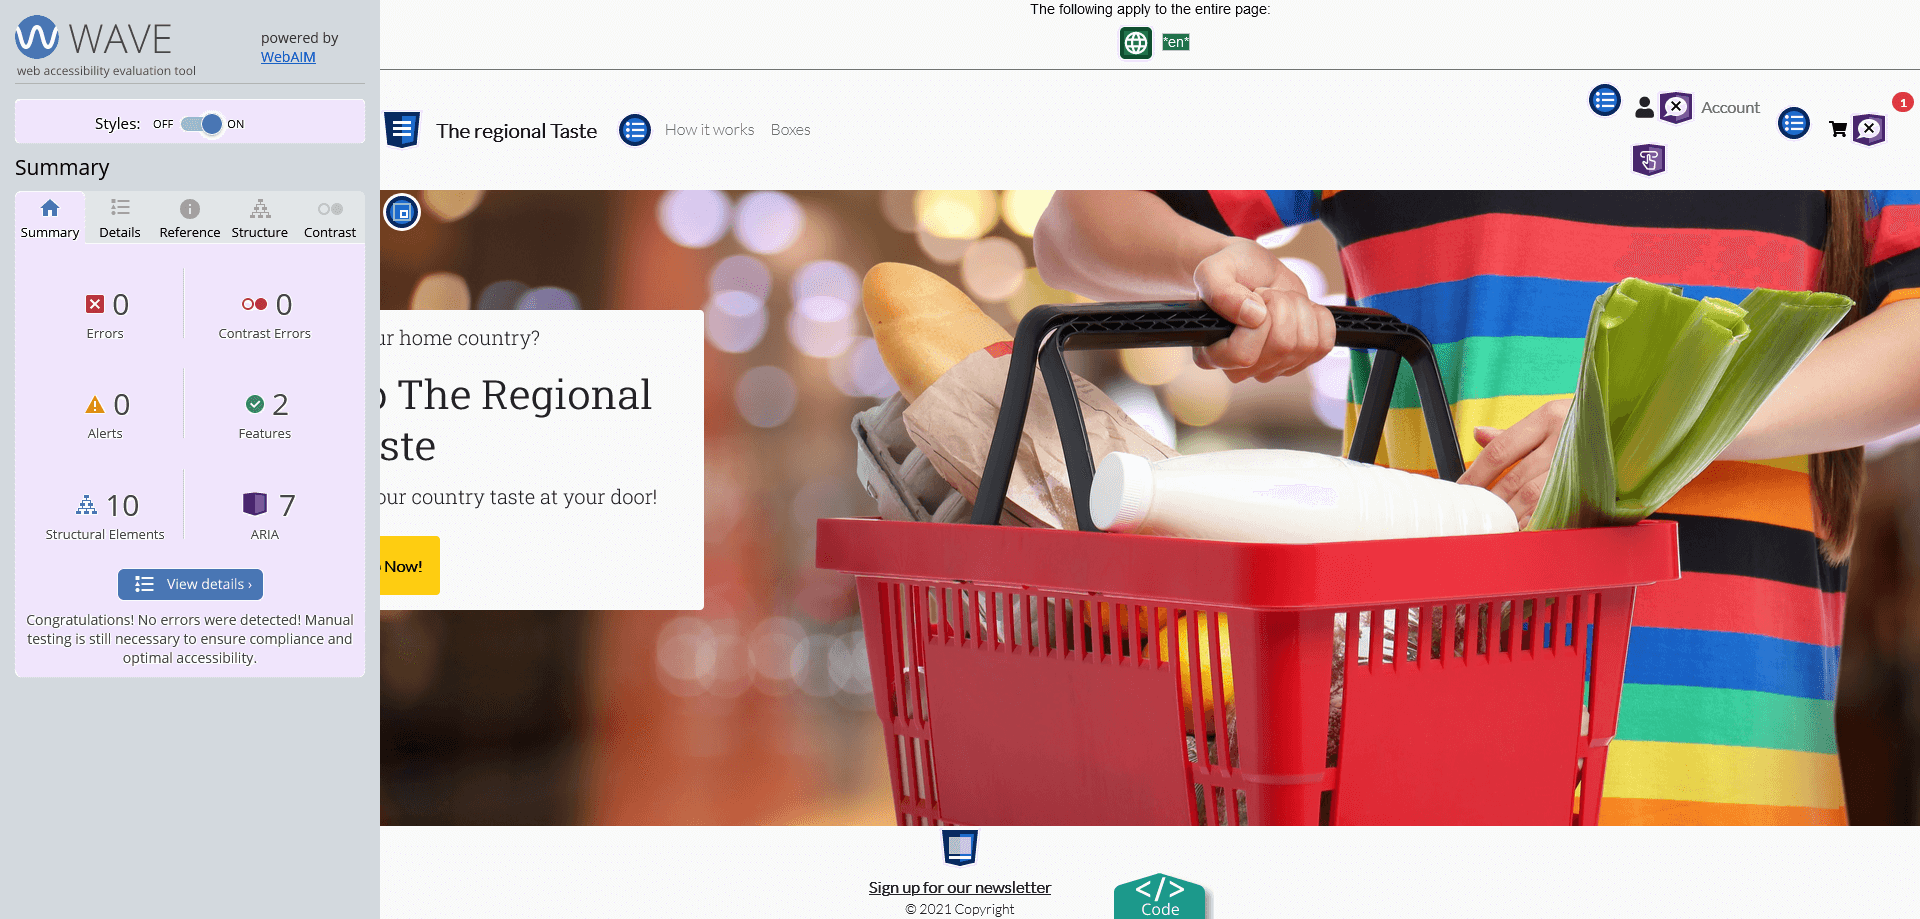 WAVE
powered by
WebAIM
web accessibility evaluation tool
Styles: OFF ON
Summary
Summary Details Reference Structure Contrast
0
Errors
0
Contrast Errors
0
Alerts
2
Features
10
Structural Elements
7
ARIA
View details ›
Congratulations! No errors were detected! Manual
testing is still necessary to ensure compliance and
optimal accessibility.
The following apply to the entire page:
*en*
The regional Taste
How it works Boxes
Account
1
ur home country?
The Regional
ste
our country taste at your door!
Now!
Sign up for our newsletter
© 2021 Copyright
</>
Code